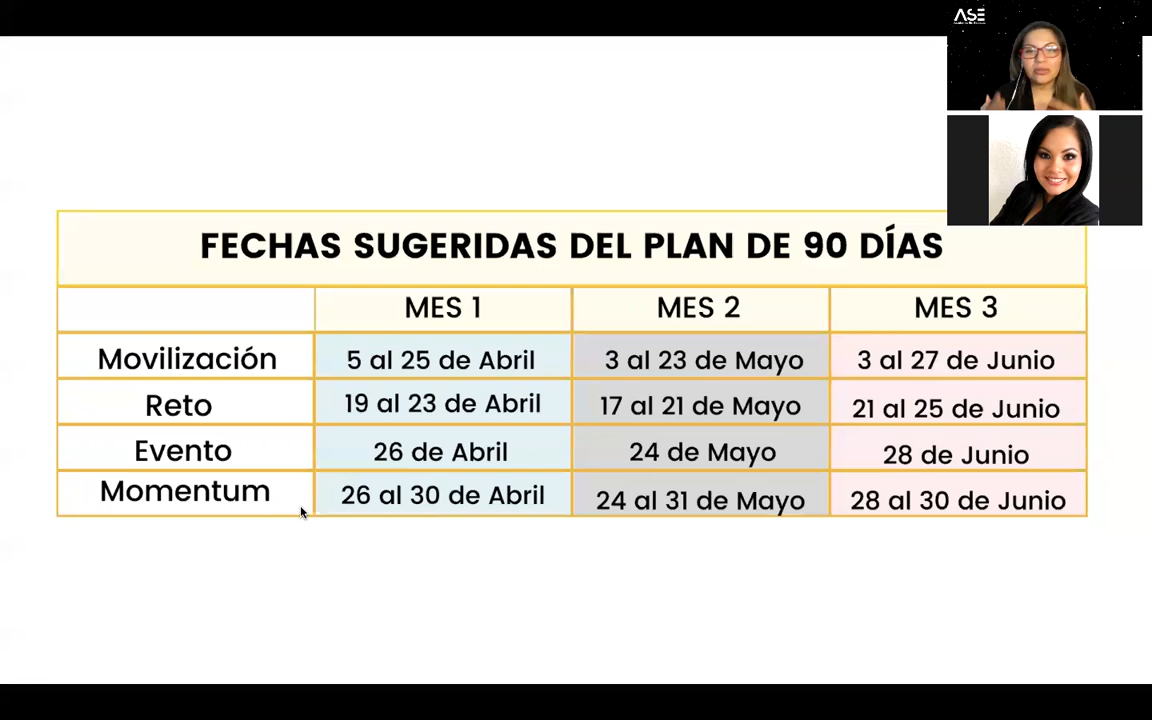 ASE
FECHAS SUGERIDAS DEL PLAN DE 90 DÍAS
MES 1 MES 2 MES 3
Movilización 5 al 25 de Abril 3 al 23 de Mayo 3 al 27 de Junio
Reto 19 al 23 de Abril 17 al 21 de Mayo 21 al 25 de Junio
Evento 26 de Abril 24 de Mayo 28 de Junio
Momentum 26 al 30 de Abril 24 al 31 de Mayo 28 al 30 de Junio